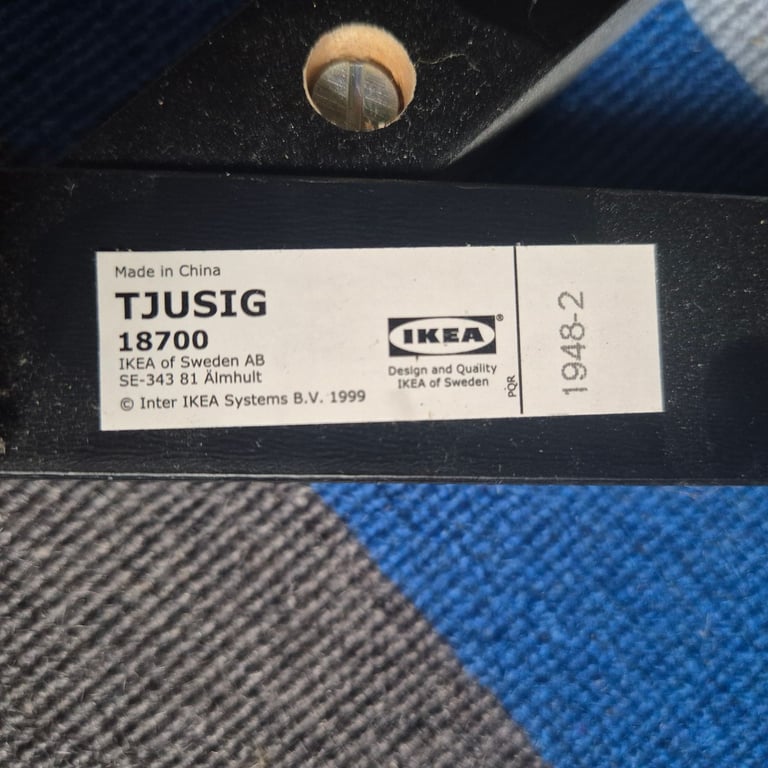 Made in China
TJUSIG
18700
IKEA of Sweden AB
SE-343 81 Älmhult
© Inter IKEA Systems B.V. 1999
IKEA®
Design and Quality
IKEA of Sweden
PQR
1948-2